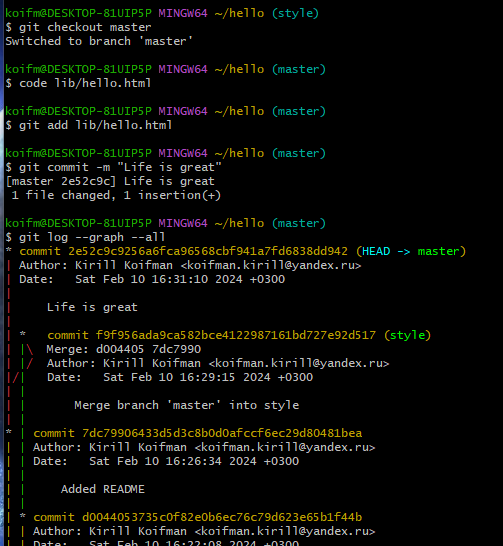 koifm@DESKTOP-81UIP5P MINGW64 ~/hello (style)
$ git checkout master
Switched to branch 'master'
koifm@DESKTOP-81UIP5P MINGW64 ~/hello (master)
$ code lib/hello.html
koifm@DESKTOP-81UIP5P MINGW64 ~/hello (master)
$ git add lib/hello.html
koifm@DESKTOP-81UIP5P MINGW64 ~/hello (master)
$ git commit -m "Life is great"
[master 2e52c9c] Life is great
 1 file changed, 1 insertion(+)
koifm@DESKTOP-81UIP5P MINGW64 ~/hello (master)
$ git log --graph --all
* commit 2e52c9c9256a6fca96568cbf941a7fd6838dd942 (HEAD -> master)
| Author: Kirill Koifman <koifman.kirill@yandex.ru>
| Date:   Sat Feb 10 16:31:10 2024 +0300
|
|     Life is great
|
| *   commit f9f956ada9ca582bce4122987161bd727e92d517 (style)
| |\  Merge: d004405 7dc7990
| |/  Author: Kirill Koifman <koifman.kirill@yandex.ru>
|/|   Date:   Sat Feb 10 16:29:15 2024 +0300
| |
| |       Merge branch 'master' into style
| |
* | commit 7dc79906433d5d3c8b0d0afccf6ec29d80481bea
| | Author: Kirill Koifman <koifman.kirill@yandex.ru>
| | Date:   Sat Feb 10 16:26:34 2024 +0300
| |
| |     Added README
| |
| * commit d0044053735c0f82e0b6ec76c79d623e65b1f44b
| | Author: Kirill Koifman <koifman.kirill@yandex.ru>
| | Date:   Sat Feb 10 16:22:08 2024 +0300